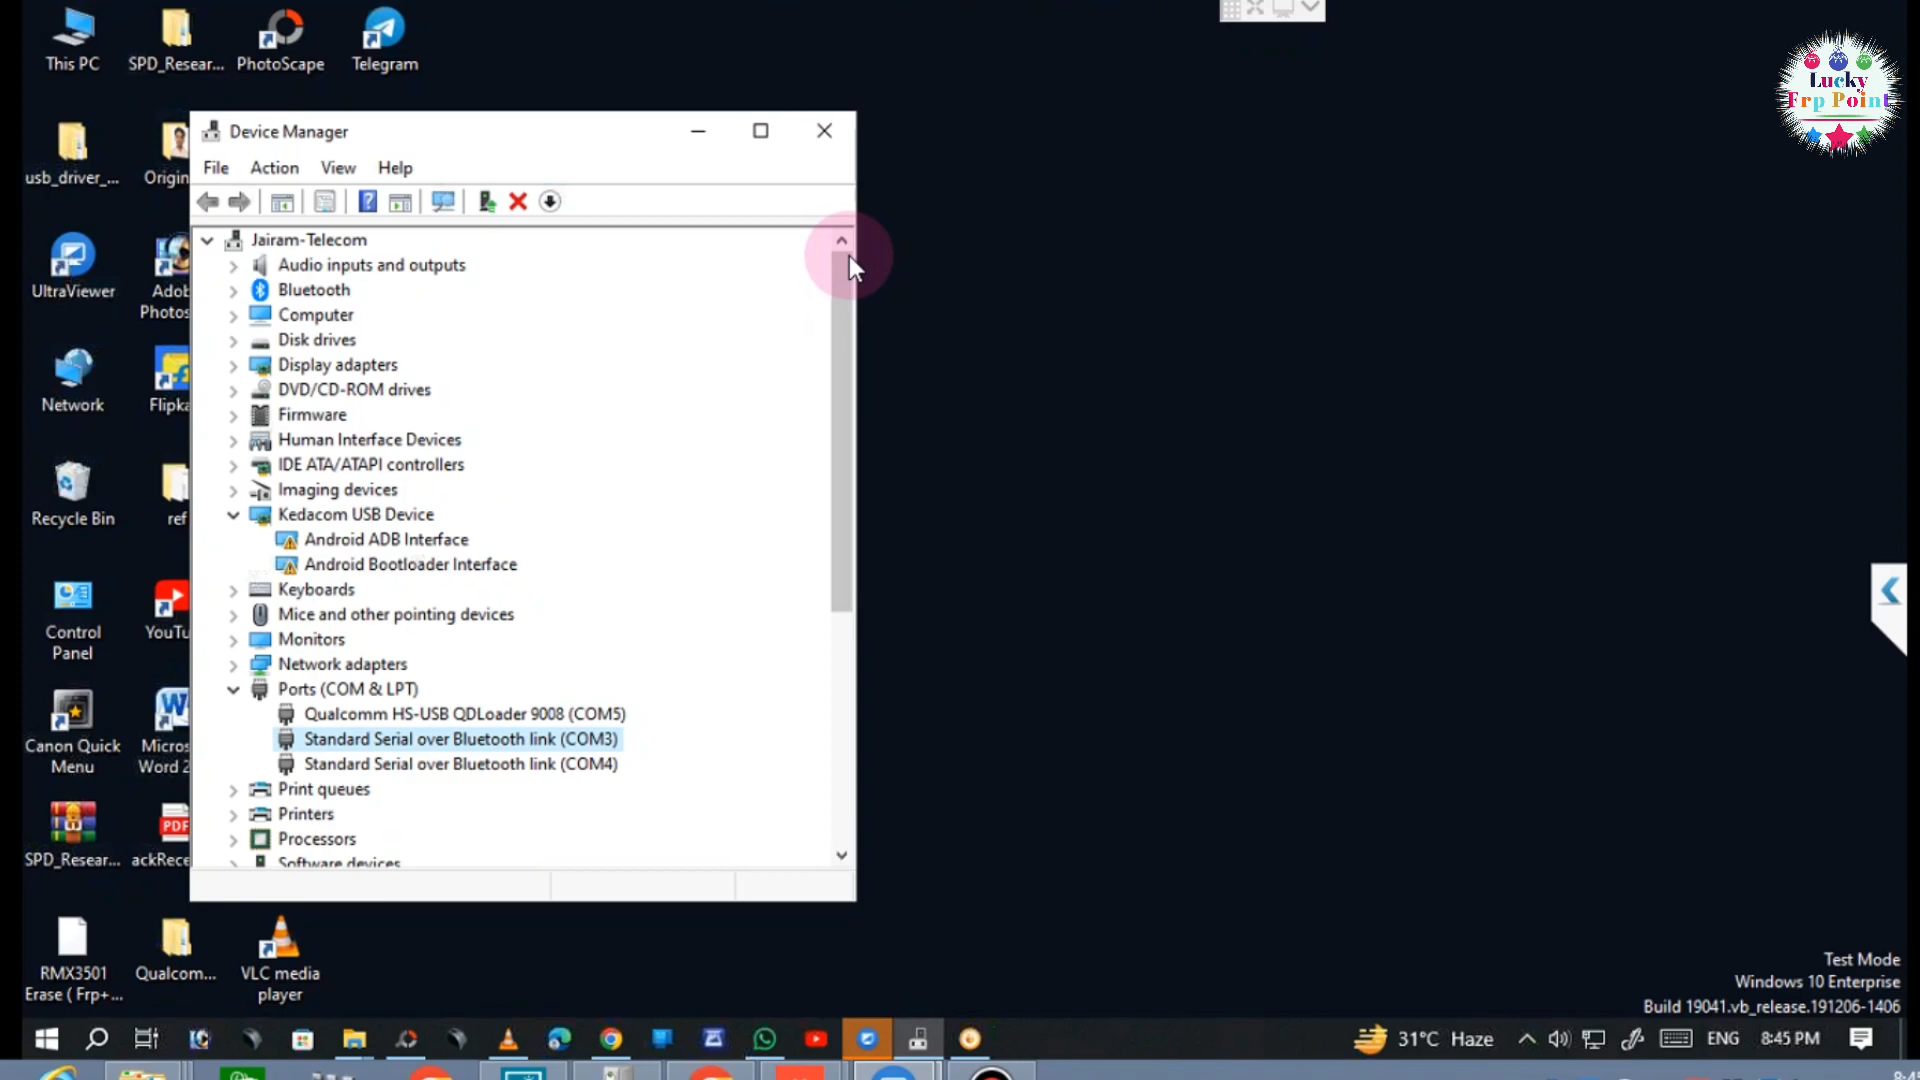 This PC
SPD_Resear...
PhotoScape
Telegram
Lucky
Frp Point
Device Manager
File Action View Help
usb_driver_...
Origin
Jairam-Telecom
Audio inputs and outputs
Bluetooth
Computer
Disk drives
Display adapters
DVD/CD-ROM drives
Firmware
Human Interface Devices
IDE ATA/ATAPI controllers
Imaging devices
Kedacom USB Device
Android ADB Interface
Android Bootloader Interface
Keyboards
Mice and other pointing devices
Monitors
Network adapters
Ports (COM & LPT)
Qualcomm HS-USB QDLoader 9008 (COM5)
Standard Serial over Bluetooth link (COM3)
Standard Serial over Bluetooth link (COM4)
Print queues
Printers
Processors
Software devices
UltraViewer
Adob
Photos
Network
Flipka
Recycle Bin
ref
Control
Panel
YouTu
Canon Quick
Menu
Micros
Word 2
SPD_Resear...
PDF
ackRece
RMX3501
Erase ( Frp+...
Qualcom...
VLC media
player
Test Mode
Windows 10 Enterprise
Build 19041.vb_release.191206-1406
31°C Haze
ENG
8:45 PM